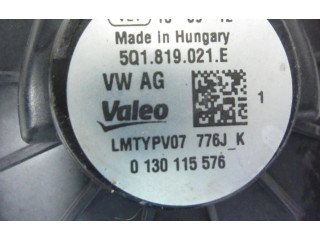 Made in Hungary
5Q1.819.021.E
VW AG
Valeo
1
LMTYPV07 776J_K
0 130 115 576